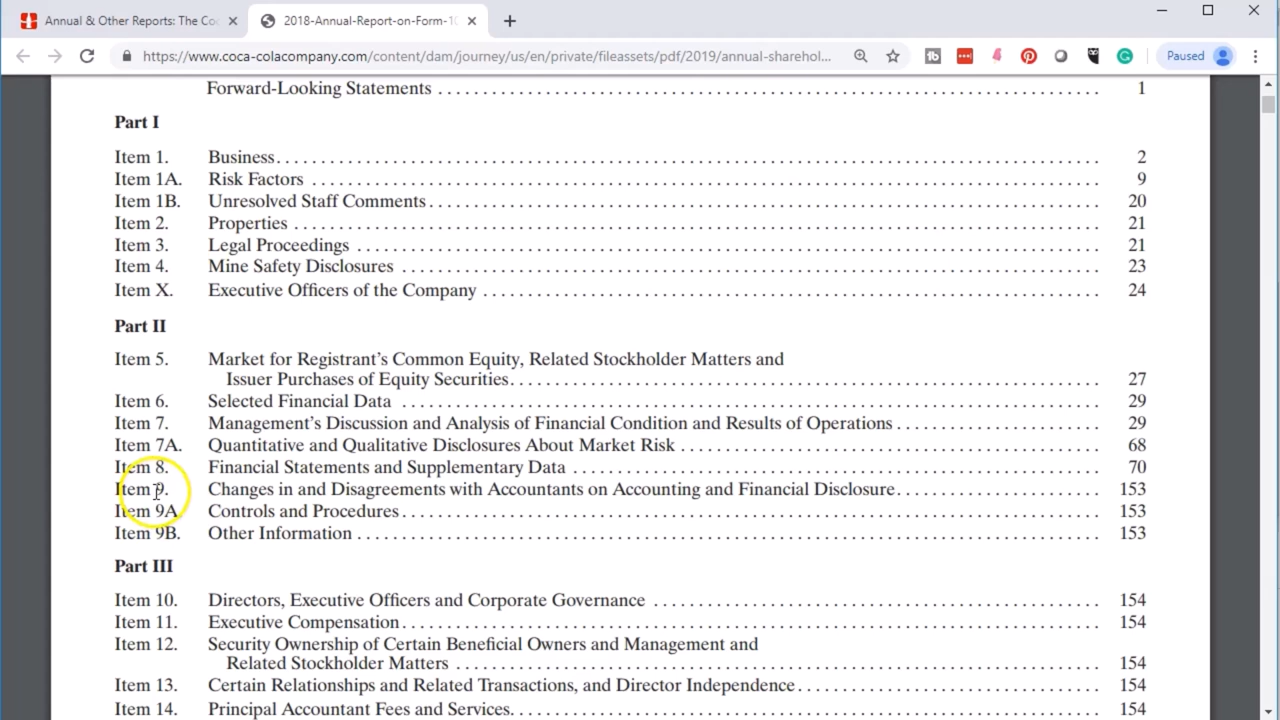 Annual & Other Reports: The Coc
2018-Annual-Report-on-Form-10
https://www.coca-colacompany.com/content/dam/journey/us/en/private/fileassets/pdf/2019/annual-sharehol...
Paused
Forward-Looking Statements 1
Part I
Item 1. Business 2
Item 1A. Risk Factors 9
Item 1B. Unresolved Staff Comments 20
Item 2. Properties 21
Item 3. Legal Proceedings 21
Item 4. Mine Safety Disclosures 23
Item X. Executive Officers of the Company 24
Part II
Item 5. Market for Registrant's Common Equity, Related Stockholder Matters and
Issuer Purchases of Equity Securities 27
Item 6. Selected Financial Data 29
Item 7. Management's Discussion and Analysis of Financial Condition and Results of Operations 29
Item 7A. Quantitative and Qualitative Disclosures About Market Risk 68
Item 8. Financial Statements and Supplementary Data 70
Item 9. Changes in and Disagreements with Accountants on Accounting and Financial Disclosure 153
Item 9A. Controls and Procedures 153
Item 9B. Other Information 153
Part III
Item 10. Directors, Executive Officers and Corporate Governance 154
Item 11. Executive Compensation 154
Item 12. Security Ownership of Certain Beneficial Owners and Management and
Related Stockholder Matters 154
Item 13. Certain Relationships and Related Transactions, and Director Independence 154
Item 14. Principal Accountant Fees and Services 154